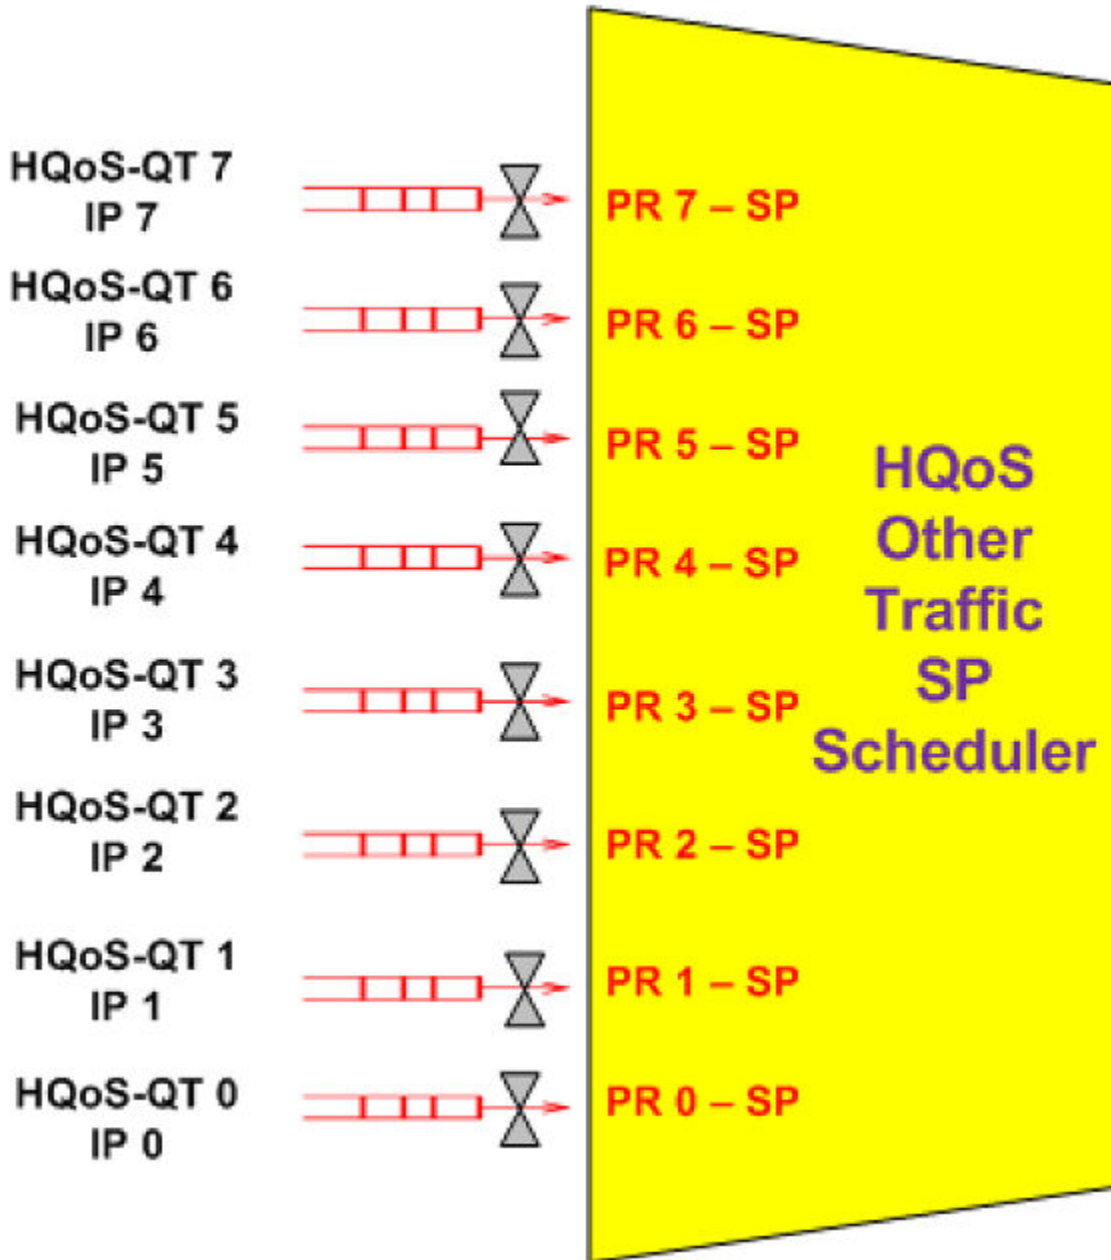 HQoS-QT 7
IP 7
PR 7 – SP
HQoS-QT 6
IP 6
PR 6 – SP
HQoS-QT 5
IP 5
PR 5 – SP
HQoS-QT 4
IP 4
PR 4 – SP
HQoS-QT 3
IP 3
PR 3 – SP
HQoS-QT 2
IP 2
PR 2 – SP
HQoS-QT 1
IP 1
PR 1 – SP
HQoS-QT 0
IP 0
PR 0 – SP
HQoS
Other
Traffic
SP
Scheduler